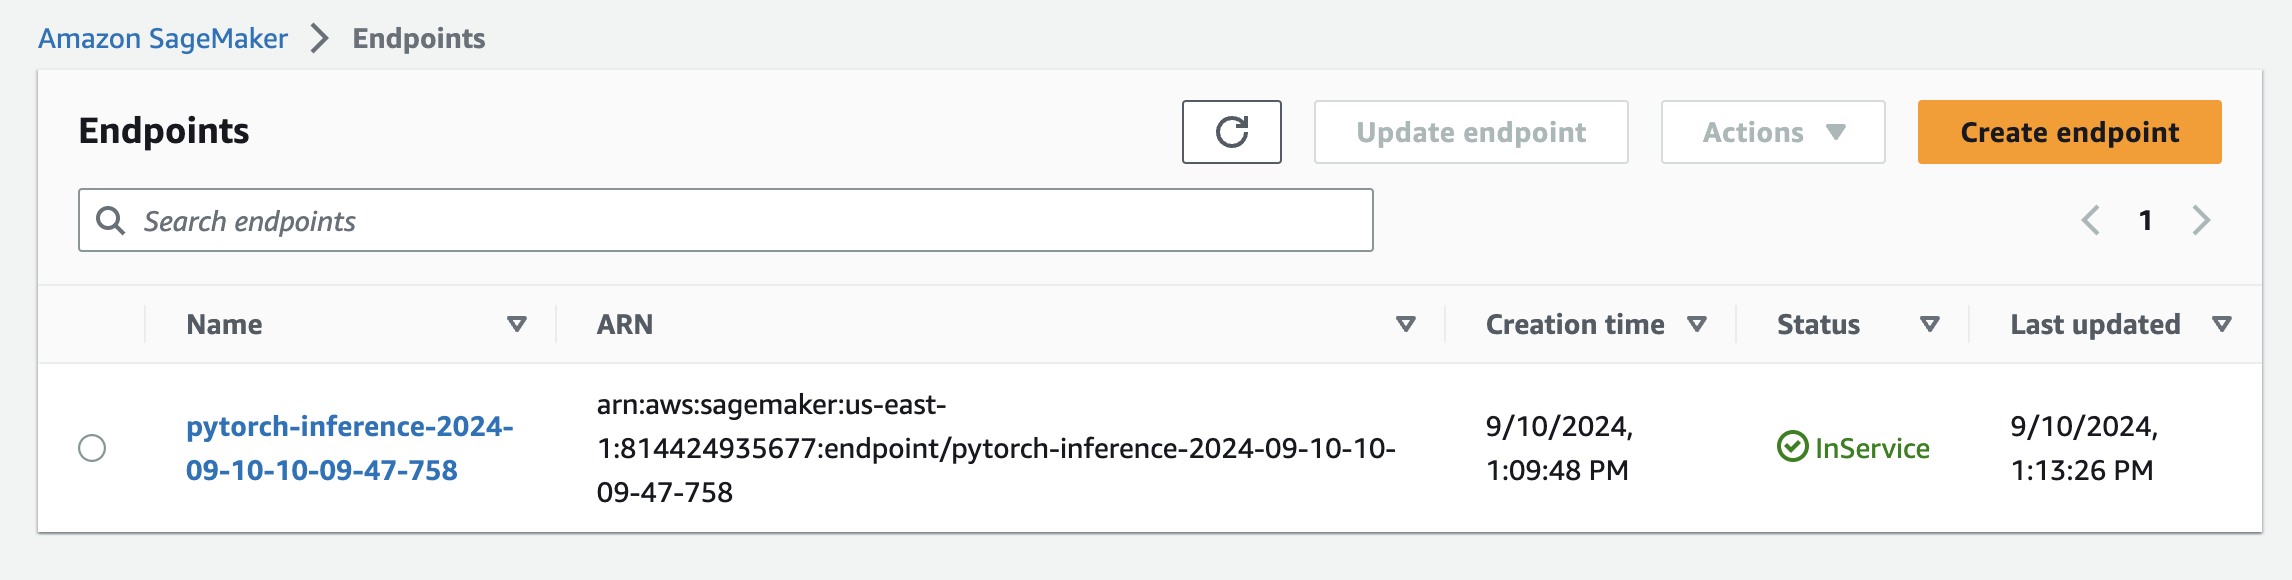 Amazon SageMaker > Endpoints
Endpoints
Update endpoint
Actions
Create endpoint
Search endpoints
1
Name
ARN
Creation time
Status
Last updated
pytorch-inference-2024-
09-10-10-09-47-758
arn:aws:sagemaker:us-east-
1:814424935677:endpoint/pytorch-inference-2024-09-10-10-
09-47-758
9/10/2024,
1:09:48 PM
InService
9/10/2024,
1:13:26 PM